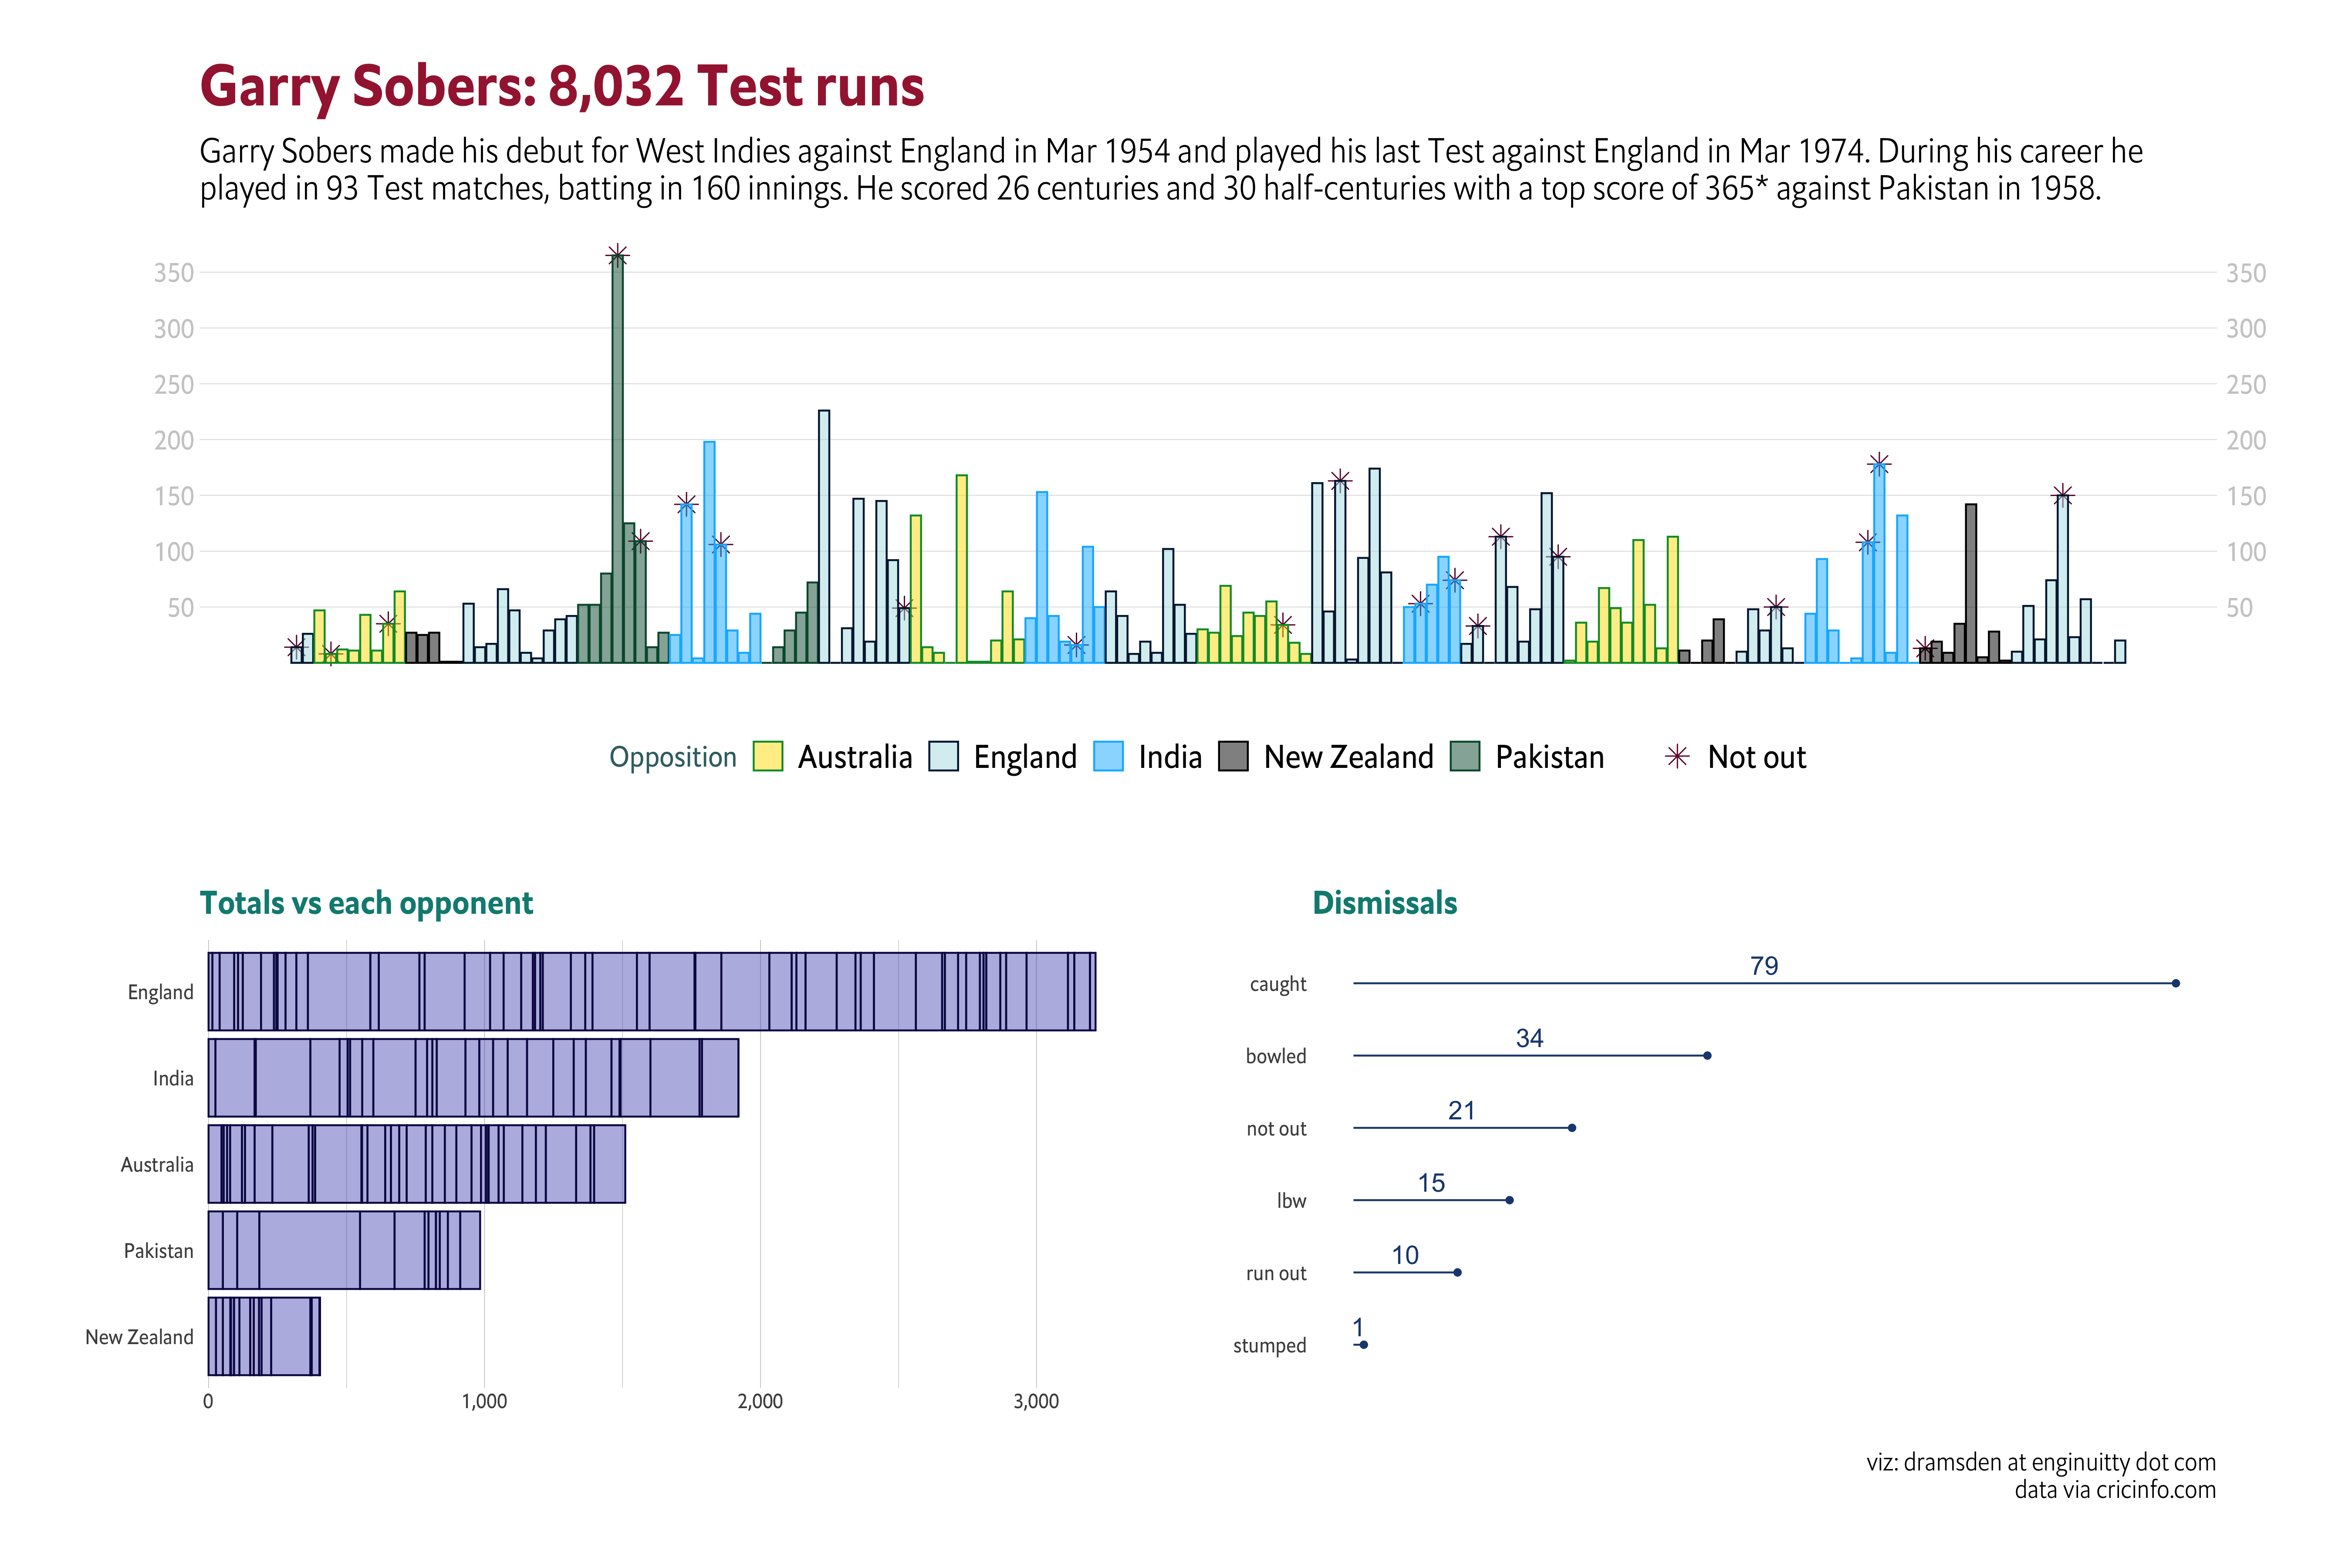 Garry Sobers: 8,032 Test runs
Garry Sobers made his debut for West Indies against England in Mar 1954 and played his last Test against England in Mar 1974. During his career he
played in 93 Test matches, batting in 160 innings. He scored 26 centuries and 30 half-centuries with a top score of 365* against Pakistan in 1958.
350 350
300 300
250 250
200 200
150 150
100 100
50 50
Opposition Australia England India New Zealand Pakistan Not out
Totals vs each opponent
England
India
Australia
Pakistan
New Zealand
0 1,000 2,000 3,000
Dismissals
caught 79
bowled 34
not out 21
lbw 15
run out 10
stumped 1
viz: dramsden at enginuitty dot com
data via cricinfo.com